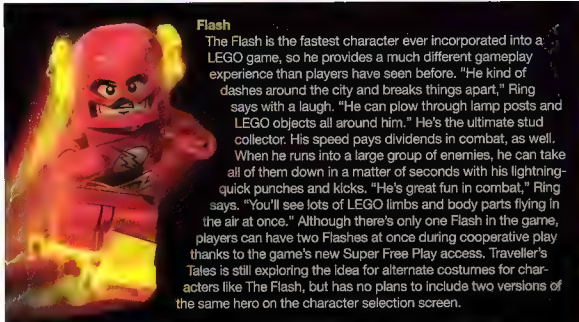 Flash
The Flash is the fastest character ever incorporated into a
LEGO game, so he provides a much different gameplay
experience than players have seen before. "He kind of
dashes around the city and breaks things apart," Ring
says with a laugh. "He can plow through lamp posts and
LEGO objects all around him." He's the ultimate stud
collector. His speed pays dividends in combat, as well.
When he runs into a large group of enemies, he can take
all of them down in a matter of seconds with his lightning-
quick punches and kicks. "He's great fun in combat," Ring
says. "You'll see lots of LEGO limbs and body parts flying in
the air at once." Although there's only one Flash in the game,
players can have two Flashes at once during cooperative play
thanks to the game's new Super Free Play access. Traveller's
Tales is still exploring the idea for alternate costumes for char-
acters like The Flash, but has no plans to include two versions of
the same hero on the character selection screen.